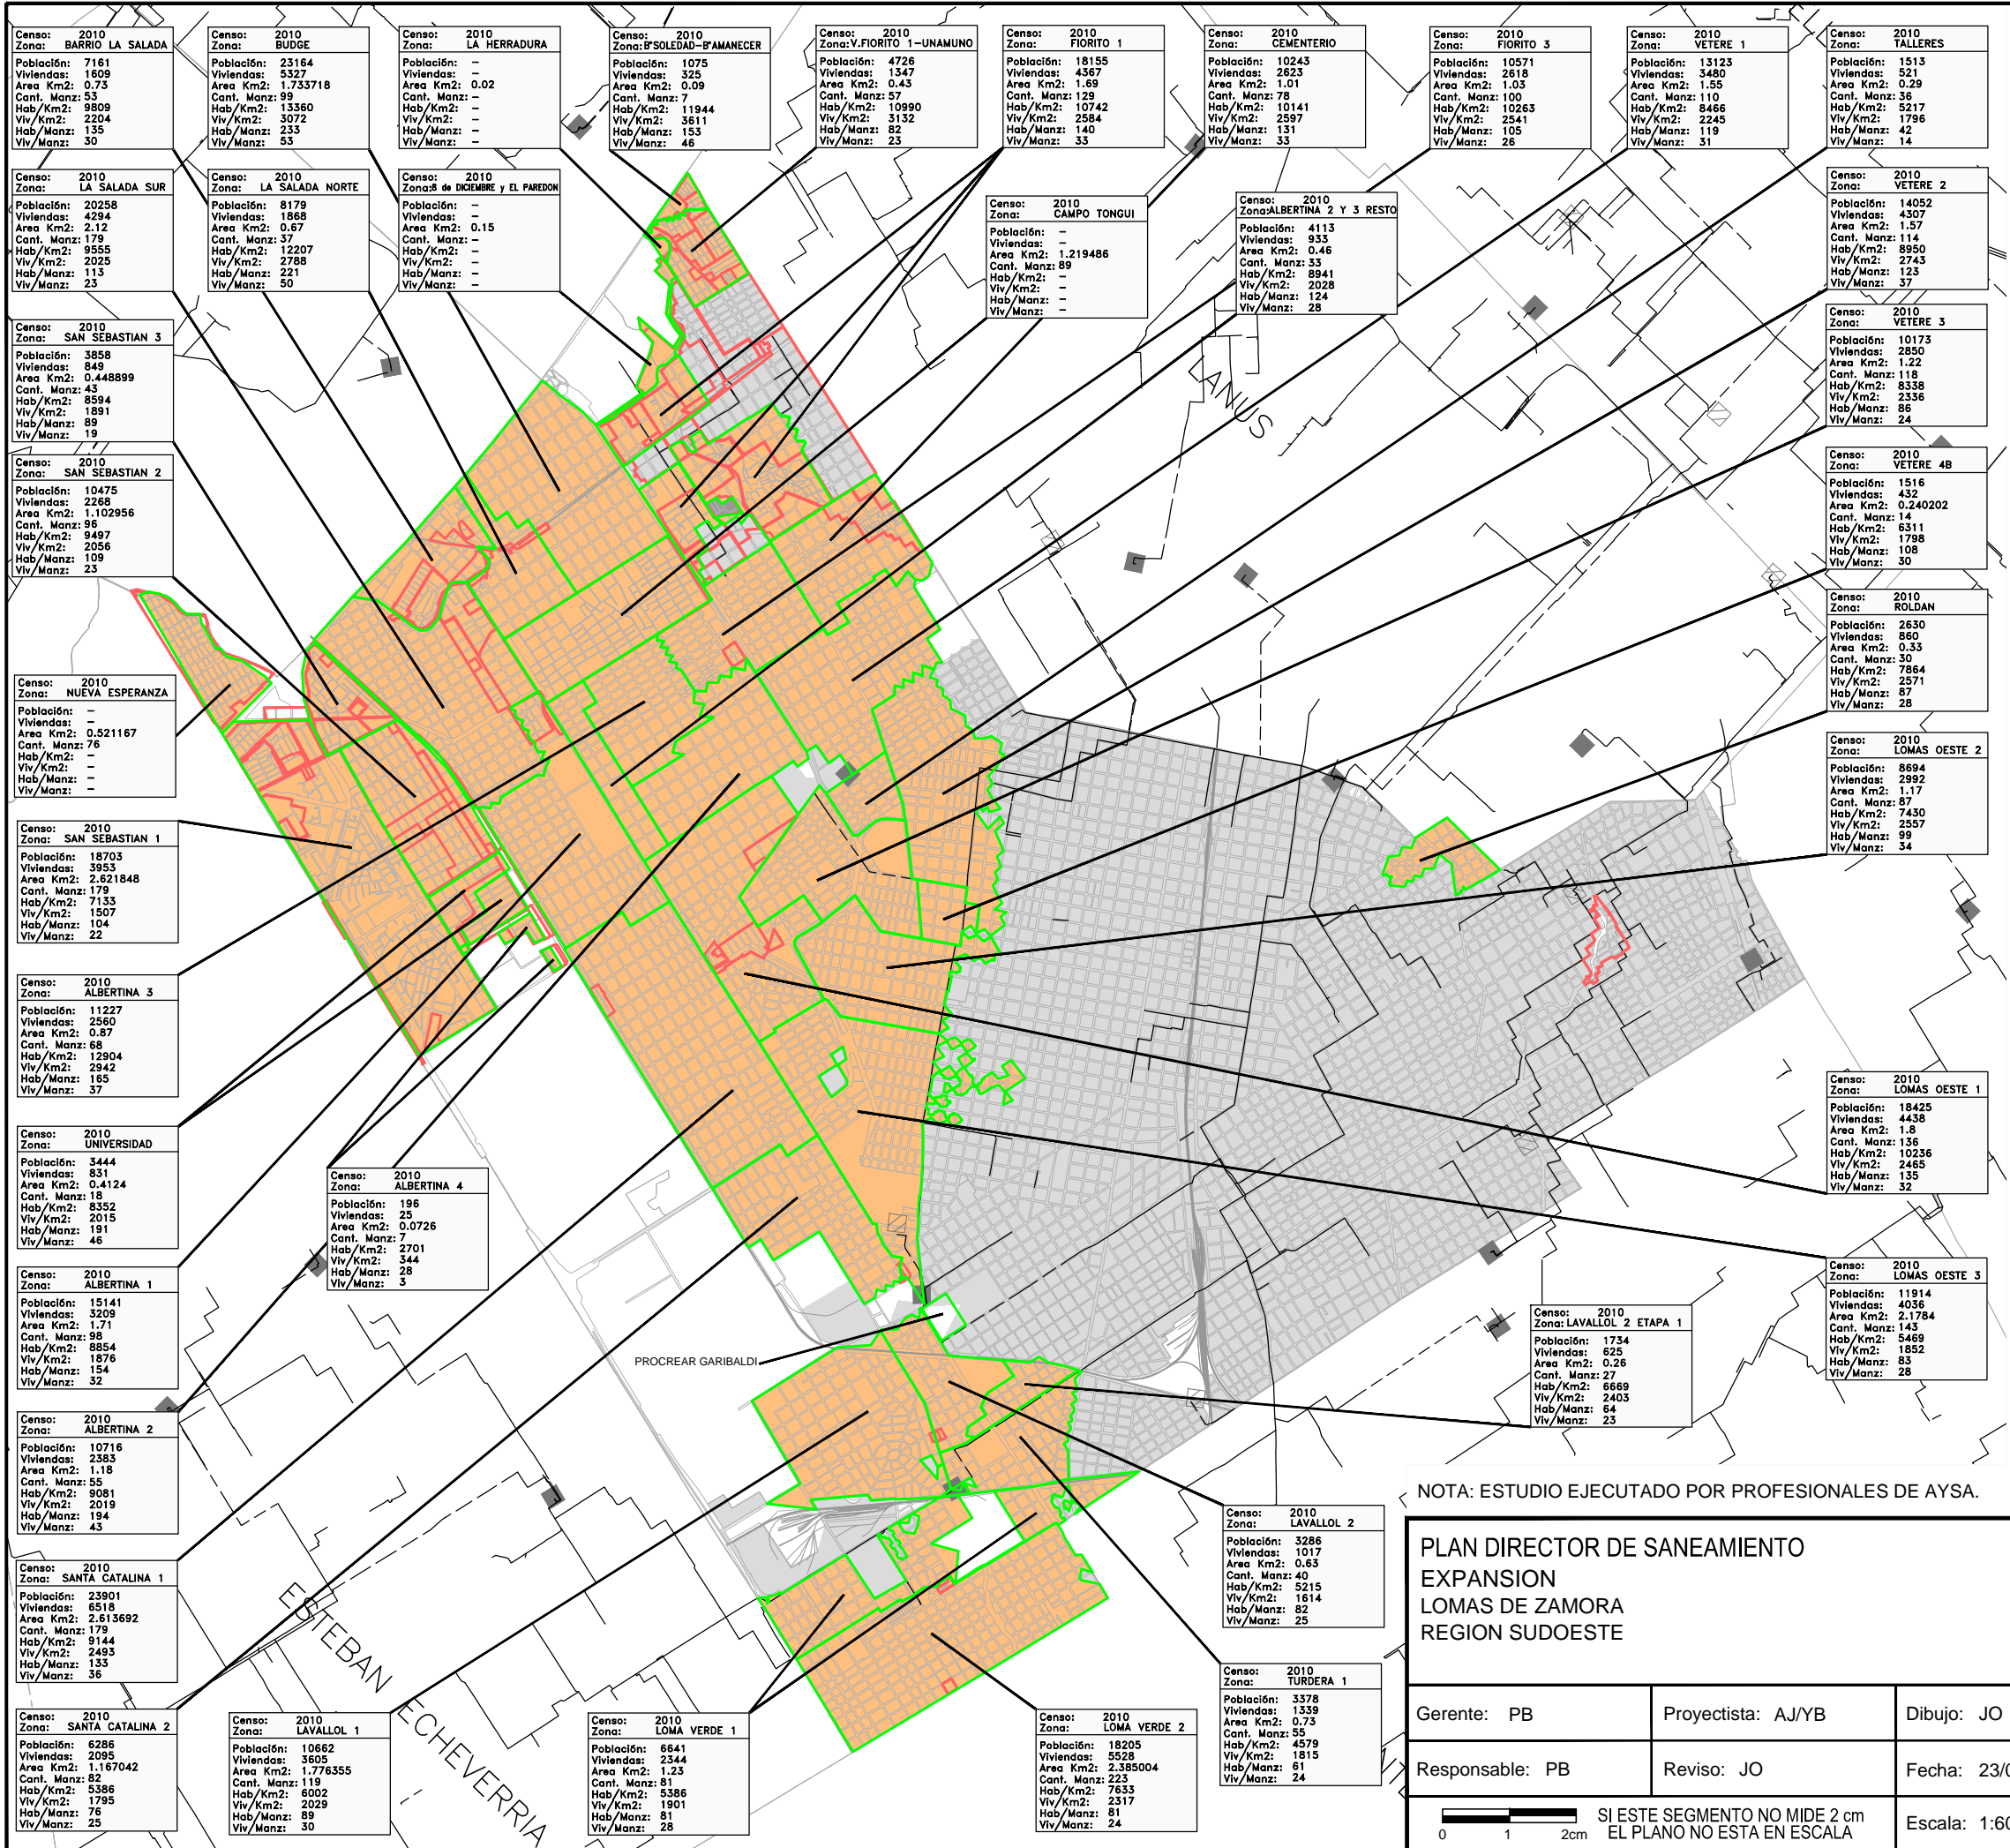 Censo: 2010
Zona: BARRIO LA SALADA
Población: 7161
Viviendas: 1609
Area Km2: 0.73
Cant. Manz: 53
Hab/Km2: 9809
Viv/Km2: 2204
Hab/Manz: 135
Viv/Manz: 30
Censo: 2010
Zona: BUDGE
Población: 23164
Viviendas: 5327
Area Km2: 1.733718
Cant. Manz: 99
Hab/Km2: 13360
Viv/Km2: 3072
Hab/Manz: 233
Viv/Manz: 53
Censo: 2010
Zona: LA HERRADURA
Población: -
Viviendas: -
Area Km2: 0.02
Cant. Manz: -
Hab/Km2: -
Viv/Km2: -
Hab/Manz: -
Viv/Manz: -
Censo: 2010
Zona: B°SOLEDAD-B°AMANECER
Población: 1075
Viviendas: 325
Area Km2: 0.09
Cant. Manz: 7
Hab/Km2: 11944
Viv/Km2: 3611
Hab/Manz: 153
Viv/Manz: 46
Censo: 2010
Zona: V.FIORITO 1-UNAMUNO
Población: 4726
Viviendas: 1347
Area Km2: 0.43
Cant. Manz: 57
Hab/Km2: 10990
Viv/Km2: 3132
Hab/Manz: 82
Viv/Manz: 23
Censo: 2010
Zona: FIORITO 1
Población: 18155
Viviendas: 4367
Area Km2: 1.69
Cant. Manz: 129
Hab/Km2: 10742
Viv/Km2: 2584
Hab/Manz: 140
Viv/Manz: 33
Censo: 2010
Zona: CEMENTERIO
Población: 10243
Viviendas: 2623
Area Km2: 1.01
Cant. Manz: 78
Hab/Km2: 10141
Viv/Km2: 2597
Hab/Manz: 131
Viv/Manz: 33
Censo: 2010
Zona: FIORITO 3
Población: 10571
Viviendas: 2618
Area Km2: 1.03
Cant. Manz: 100
Hab/Km2: 10263
Viv/Km2: 2541
Hab/Manz: 105
Viv/Manz: 26
Censo: 2010
Zona: VETERE 1
Población: 13123
Viviendas: 3480
Area Km2: 1.55
Cant. Manz: 110
Hab/Km2: 8466
Viv/Km2: 2245
Hab/Manz: 119
Viv/Manz: 31
Censo: 2010
Zona: TALLERES
Población: 1513
Viviendas: 521
Area Km2: 0.29
Cant. Manz: 36
Hab/Km2: 5217
Viv/Km2: 1796
Hab/Manz: 42
Viv/Manz: 14
Censo: 2010
Zona: LA SALADA SUR
Población: 20258
Viviendas: 4294
Area Km2: 2.12
Cant. Manz: 179
Hab/Km2: 9555
Viv/Km2: 2025
Hab/Manz: 113
Viv/Manz: 23
Censo: 2010
Zona: LA SALADA NORTE
Población: 8179
Viviendas: 1868
Area Km2: 0.67
Cant. Manz: 37
Hab/Km2: 12207
Viv/Km2: 2788
Hab/Manz: 221
Viv/Manz: 50
Censo: 2010
Zona: 8 de DICIEMBRE y EL PAREDON
Población: -
Viviendas: -
Area Km2: 0.15
Cant. Manz: -
Hab/Km2: -
Viv/Km2: -
Hab/Manz: -
Viv/Manz: -
Censo: 2010
Zona: CAMPO TONGUI
Población: -
Viviendas: -
Area Km2: 1.219486
Cant. Manz: 89
Hab/Km2: -
Viv/Km2: -
Hab/Manz: -
Viv/Manz: -
Censo: 2010
Zona: ALBERTINA 2 Y 3 RESTO
Población: 4113
Viviendas: 933
Area Km2: 0.46
Cant. Manz: 33
Hab/Km2: 8941
Viv/Km2: 2028
Hab/Manz: 124
Viv/Manz: 28
Censo: 2010
Zona: VETERE 2
Población: 14052
Viviendas: 4307
Area Km2: 1.57
Cant. Manz: 114
Hab/Km2: 8950
Viv/Km2: 2743
Hab/Manz: 123
Viv/Manz: 37
Censo: 2010
Zona: SAN SEBASTIAN 3
Población: 3858
Viviendas: 849
Area Km2: 0.448899
Cant. Manz: 43
Hab/Km2: 8594
Viv/Km2: 1891
Hab/Manz: 89
Viv/Manz: 19
LANUS
Censo: 2010
Zona: VETERE 3
Población: 10173
Viviendas: 2850
Area Km2: 1.22
Cant. Manz: 118
Hab/Km2: 8338
Viv/Km2: 2336
Hab/Manz: 86
Viv/Manz: 24
Censo: 2010
Zona: SAN SEBASTIAN 2
Población: 10475
Viviendas: 2268
Area Km2: 1.102956
Cant. Manz: 96
Hab/Km2: 9497
Viv/Km2: 2056
Hab/Manz: 109
Viv/Manz: 23
Censo: 2010
Zona: VETERE 4B
Población: 1516
Viviendas: 432
Area Km2: 0.240202
Cant. Manz: 14
Hab/Km2: 6311
Viv/Km2: 1798
Hab/Manz: 108
Viv/Manz: 30
Censo: 2010
Zona: ROLDAN
Población: 2630
Viviendas: 860
Area Km2: 0.33
Cant. Manz: 30
Hab/Km2: 7864
Viv/Km2: 2571
Hab/Manz: 87
Viv/Manz: 28
Censo: 2010
Zona: NUEVA ESPERANZA
Población: -
Viviendas: -
Area Km2: 0.521167
Cant. Manz: 76
Hab/Km2: -
Viv/Km2: -
Hab/Manz: -
Viv/Manz: -
Censo: 2010
Zona: LOMAS OESTE 2
Población: 8694
Viviendas: 2992
Area Km2: 1.17
Cant. Manz: 87
Hab/Km2: 7430
Viv/Km2: 2557
Hab/Manz: 99
Viv/Manz: 34
Censo: 2010
Zona: SAN SEBASTIAN 1
Población: 18703
Viviendas: 3953
Area Km2: 2.621848
Cant. Manz: 179
Hab/Km2: 7133
Viv/Km2: 1507
Hab/Manz: 104
Viv/Manz: 22
Censo: 2010
Zona: ALBERTINA 3
Población: 11227
Viviendas: 2560
Area Km2: 0.87
Cant. Manz: 68
Hab/Km2: 12904
Viv/Km2: 2942
Hab/Manz: 165
Viv/Manz: 37
Censo: 2010
Zona: LOMAS OESTE 1
Población: 18425
Viviendas: 4438
Area Km2: 1.8
Cant. Manz: 136
Hab/Km2: 10236
Viv/Km2: 2465
Hab/Manz: 135
Viv/Manz: 32
Censo: 2010
Zona: UNIVERSIDAD
Población: 3444
Viviendas: 831
Area Km2: 0.4124
Cant. Manz: 18
Hab/Km2: 8352
Viv/Km2: 2015
Hab/Manz: 191
Viv/Manz: 46
Censo: 2010
Zona: ALBERTINA 4
Población: 196
Viviendas: 25
Area Km2: 0.0726
Cant. Manz: 7
Hab/Km2: 2701
Viv/Km2: 344
Hab/Manz: 28
Viv/Manz: 3
Censo: 2010
Zona: LOMAS OESTE 3
Población: 11914
Viviendas: 4036
Area Km2: 2.1784
Cant. Manz: 143
Hab/Km2: 5469
Viv/Km2: 1852
Hab/Manz: 83
Viv/Manz: 28
Censo: 2010
Zona: ALBERTINA 1
Población: 15141
Viviendas: 3209
Area Km2: 1.71
Cant. Manz: 98
Hab/Km2: 8854
Viv/Km2: 1876
Hab/Manz: 154
Viv/Manz: 32
Censo: 2010
Zona: LAVALLOL 2 ETAPA 1
Población: 1734
Viviendas: 625
Area Km2: 0.26
Cant. Manz: 27
Hab/Km2: 6669
Viv/Km2: 2403
Hab/Manz: 64
Viv/Manz: 23
PROCREAR GARIBALDI
Censo: 2010
Zona: ALBERTINA 2
Población: 10716
Viviendas: 2383
Area Km2: 1.18
Cant. Manz: 55
Hab/Km2: 9081
Viv/Km2: 2019
Hab/Manz: 194
Viv/Manz: 43
Censo: 2010
Zona: LAVALLOL 2
Población: 3286
Viviendas: 1017
Area Km2: 0.63
Cant. Manz: 40
Hab/Km2: 5215
Viv/Km2: 1614
Hab/Manz: 82
Viv/Manz: 25
Censo: 2010
Zona: SANTA CATALINA 1
Población: 23901
Viviendas: 6518
Area Km2: 2.613692
Cant. Manz: 179
Hab/Km2: 9144
Viv/Km2: 2493
Hab/Manz: 133
Viv/Manz: 36
ESTEBAN ECHEVERRIA
Censo: 2010
Zona: TURDERA 1
Población: 3378
Viviendas: 1339
Area Km2: 0.73
Cant. Manz: 55
Hab/Km2: 4579
Viv/Km2: 1815
Hab/Manz: 61
Viv/Manz: 24
Censo: 2010
Zona: SANTA CATALINA 2
Población: 6286
Viviendas: 2095
Area Km2: 1.167042
Cant. Manz: 82
Hab/Km2: 5386
Viv/Km2: 1795
Hab/Manz: 76
Viv/Manz: 25
Censo: 2010
Zona: LAVALLOL 1
Población: 10662
Viviendas: 3605
Area Km2: 1.776355
Cant. Manz: 119
Hab/Km2: 6002
Viv/Km2: 2029
Hab/Manz: 89
Viv/Manz: 30
Censo: 2010
Zona: LOMA VERDE 1
Población: 6641
Viviendas: 2344
Area Km2: 1.23
Cant. Manz: 81
Hab/Km2: 5386
Viv/Km2: 1901
Hab/Manz: 81
Viv/Manz: 28
Censo: 2010
Zona: LOMA VERDE 2
Población: 18205
Viviendas: 5528
Area Km2: 2.385004
Cant. Manz: 223
Hab/Km2: 7633
Viv/Km2: 2317
Hab/Manz: 81
Viv/Manz: 24
NOTA: ESTUDIO EJECUTADO POR PROFESIONALES DE AYSA.
PLAN DIRECTOR DE SANEAMIENTO
EXPANSION
LOMAS DE ZAMORA
REGION SUDOESTE
Gerente: PB
Proyectista: AJ/YB
Dibujo: JO
Responsable: PB
Reviso: JO
Fecha: 23/0
SI ESTE SEGMENTO NO MIDE 2 cm
EL PLANO NO ESTA EN ESCALA
0 1 2cm
Escala: 1:60